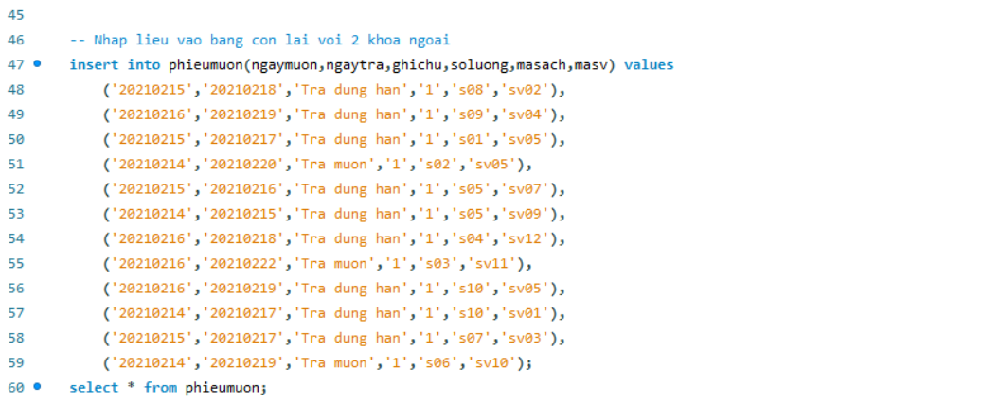 45
46 -- Nhap lieu vao bang con lai voi 2 khoa ngoai
47 insert into phieumuon(ngaymuon,ngaytra,ghichu,soluong,masach,masv) values
48 ('20210215','20210218','Tra dung han','1','s08','sv02'),
49 ('20210216','20210219','Tra dung han','1','s09','sv04'),
50 ('20210215','20210217','Tra dung han','1','s01','sv05'),
51 ('20210214','20210220','Tra muon','1','s02','sv05'),
52 ('20210215','20210216','Tra dung han','1','s05','sv07'),
53 ('20210214','20210215','Tra dung han','1','s05','sv09'),
54 ('20210216','20210218','Tra dung han','1','s04','sv12'),
55 ('20210216','20210222','Tra muon','1','s03','sv11'),
56 ('20210216','20210219','Tra dung han','1','s10','sv05'),
57 ('20210214','20210217','Tra dung han','1','s10','sv01'),
58 ('20210215','20210217','Tra dung han','1','s07','sv03'),
59 ('20210214','20210219','Tra muon','1','s06','sv10');
60 select * from phieumuon;